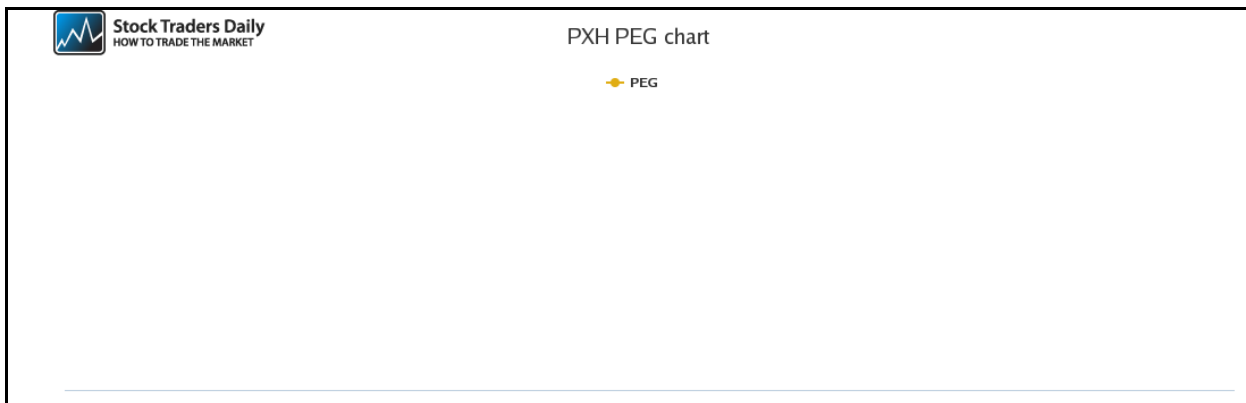 Stock Traders Daily
HOW TO TRADE THE MARKET
PXH PEG chart
PEG